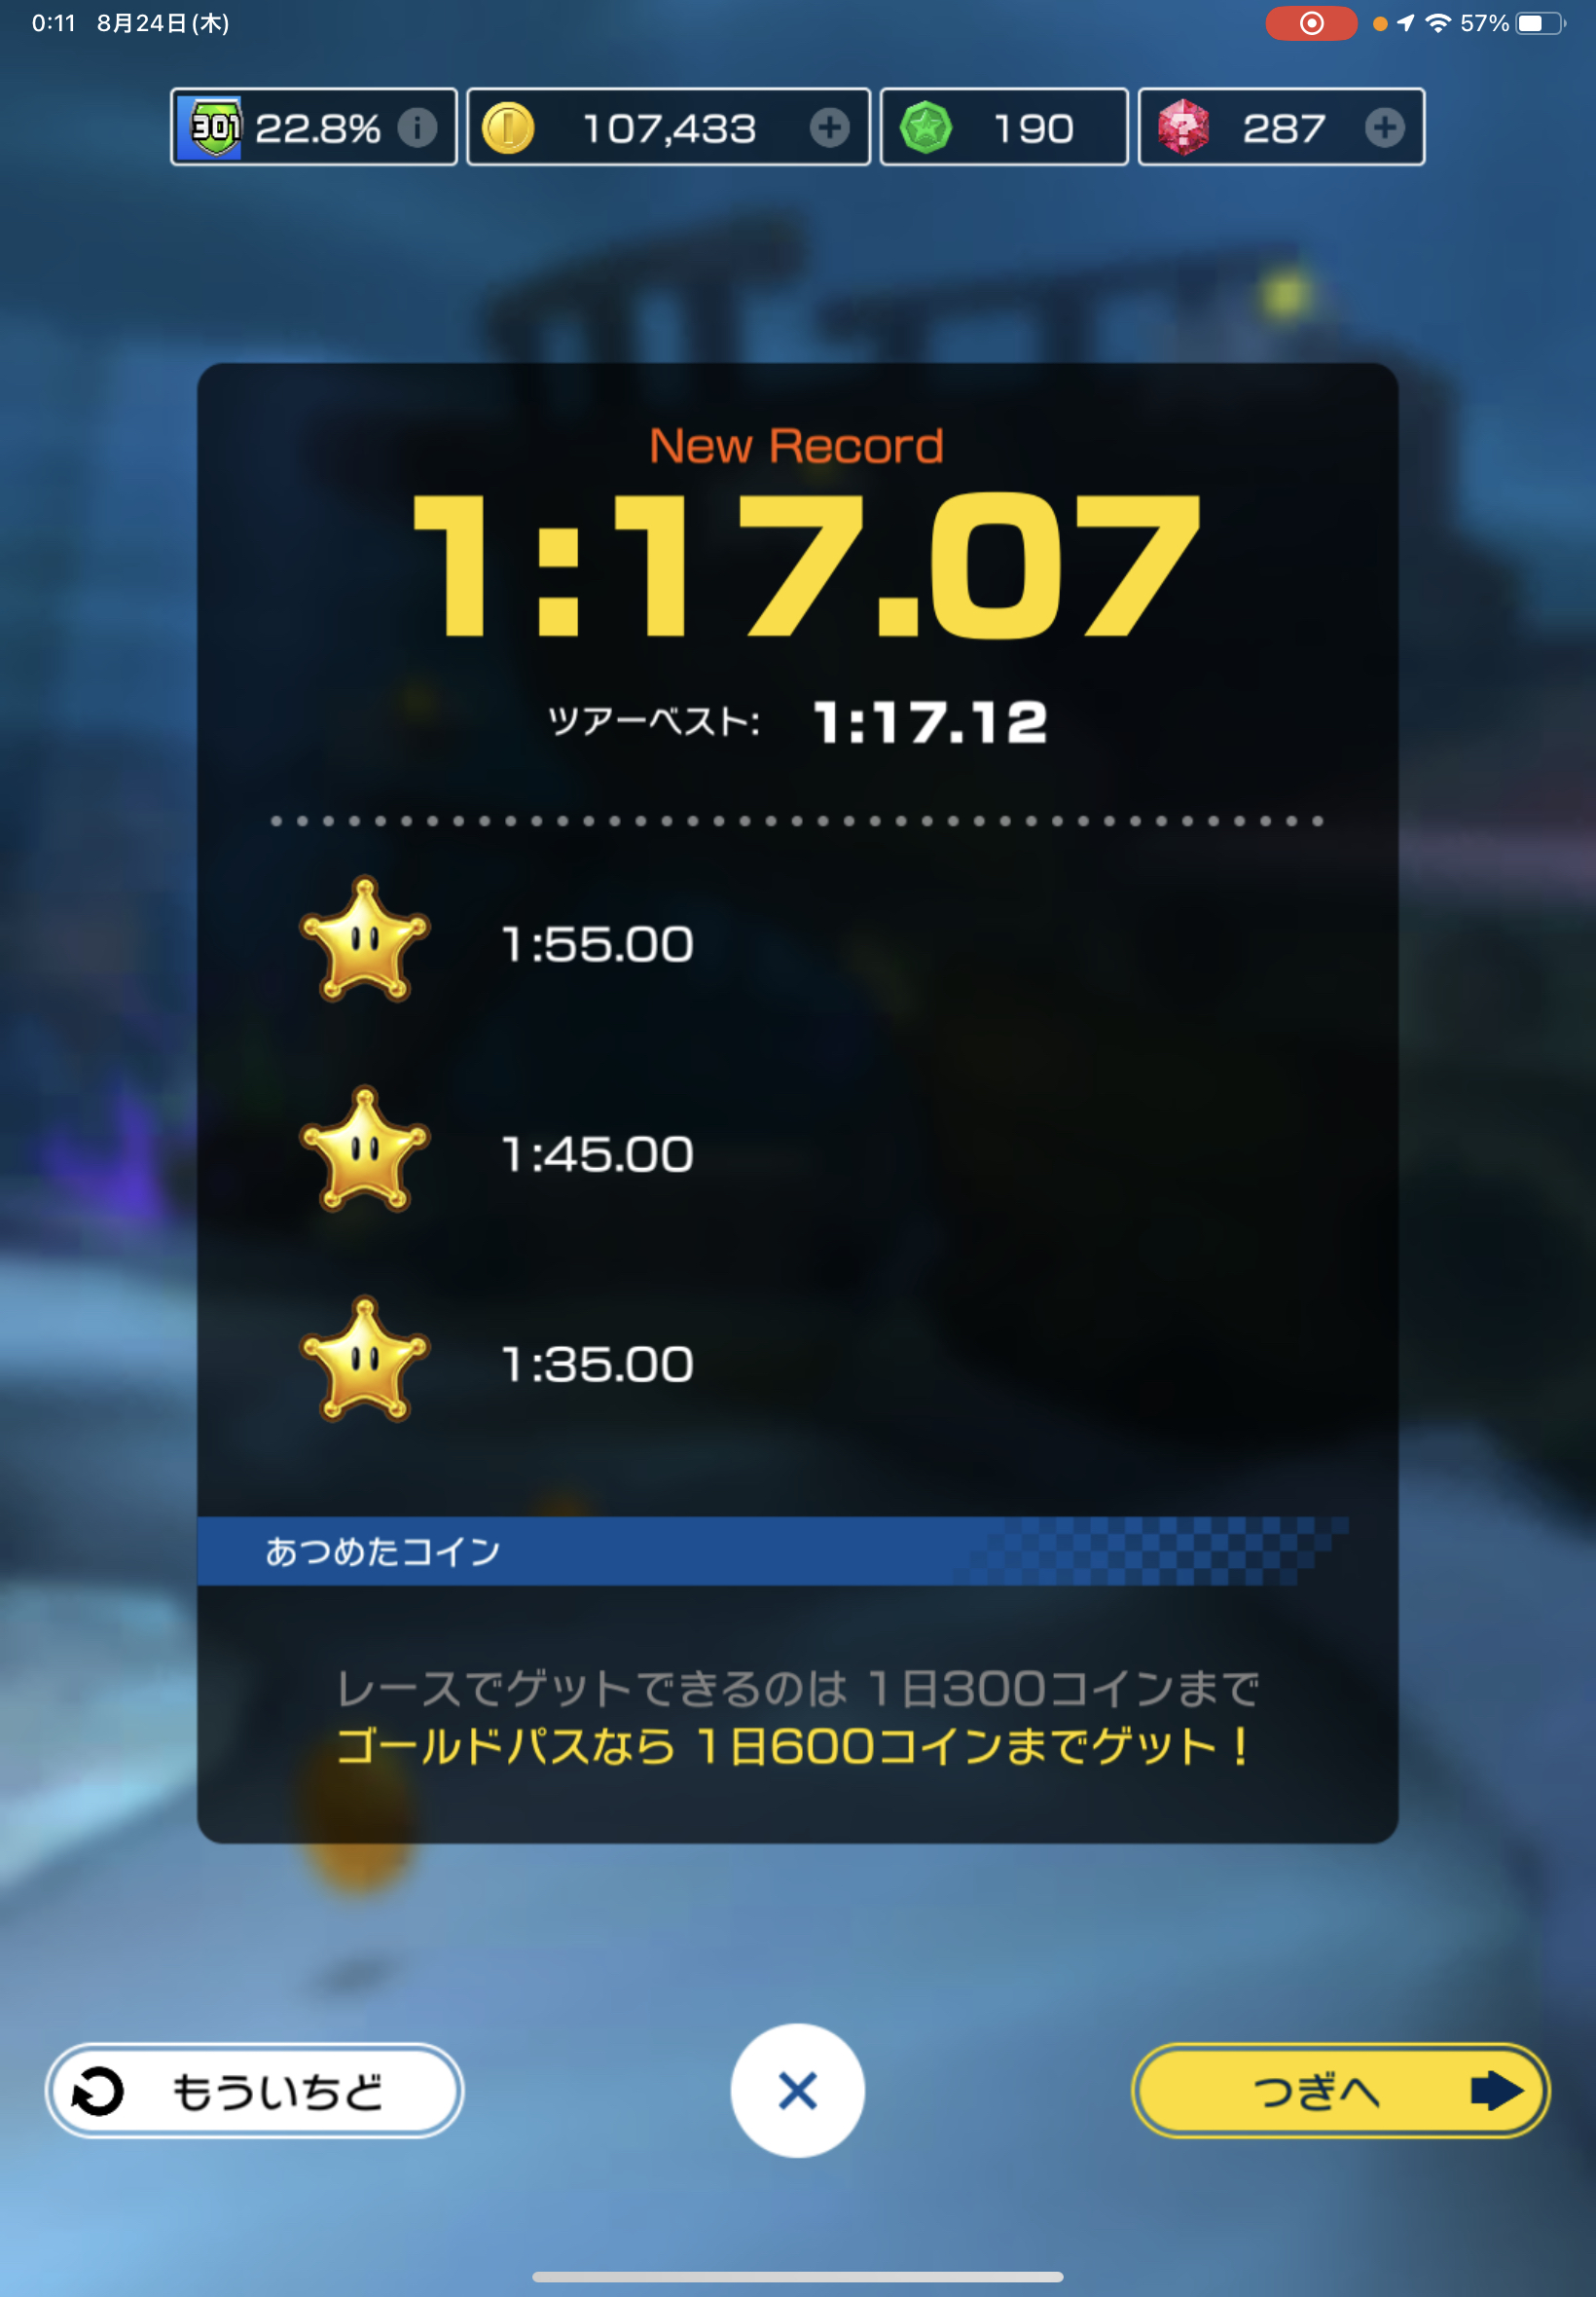 0:11 8月24日(木) 57%
301 22.8% i 107,433 + 190 ? 287 +
New Record
1:17.07
ツアーベスト: 1:17.12
1:55.00
1:45.00
1:35.00
あつめたコイン
レースでゲットできるのは 1日300コインまで
ゴールドパスなら 1日600コインまでゲット！
もういちど × つぎへ